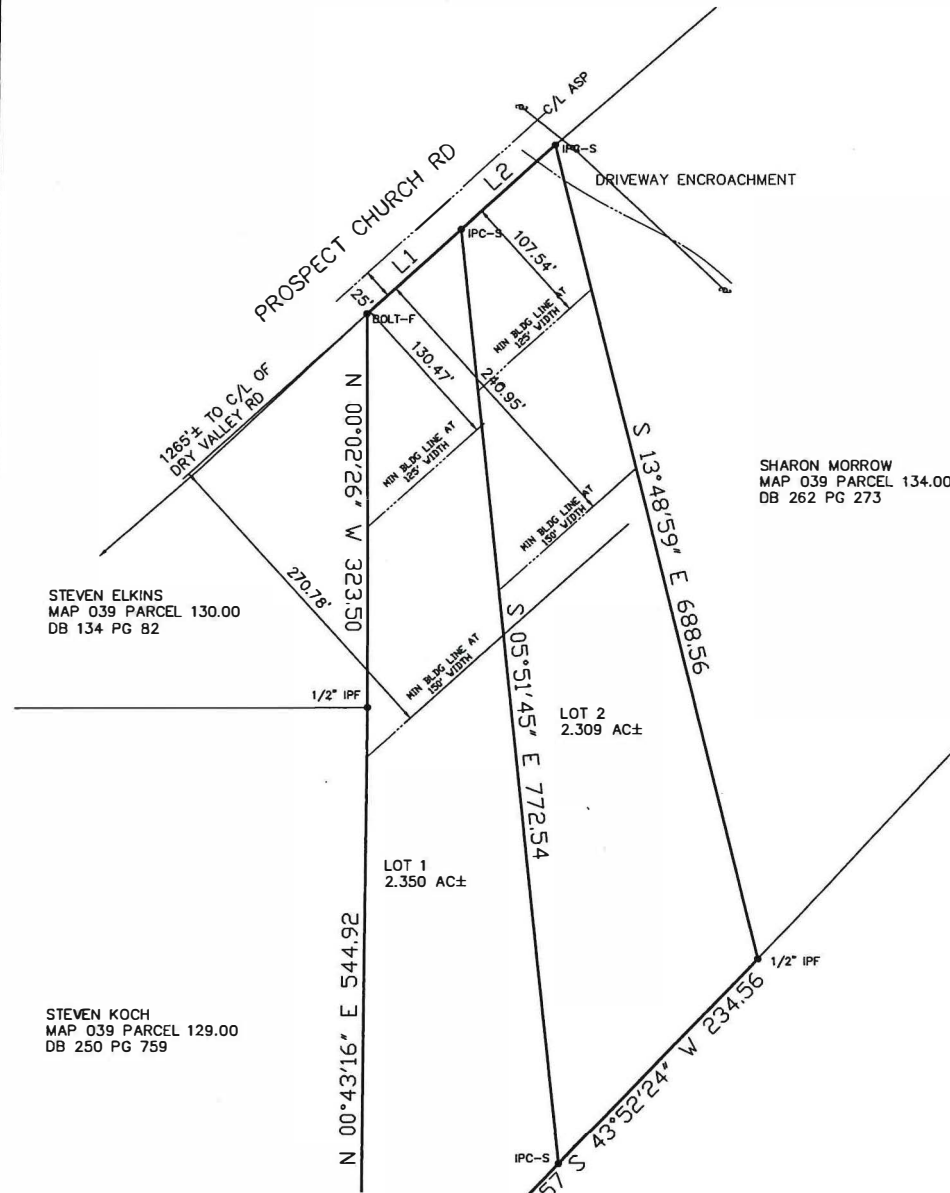 C/L ASP
PROSPECT CHURCH RD
L2
IPC-S
DRIVEWAY ENCROACHMENT
IPC-S
L1
107.54'
25'
BOLT-F
MIN BLDG LINE AT
125' WIDTH
130.47'
240.95'
1265'± TO C/L OF
DRY VALLEY RD
N 00°02'26" W 323.50
MIN BLDG LINE AT
125' WIDTH
S 13°48'59" E 688.56
SHARON MORROW
MAP 039 PARCEL 134.00
DB 262 PG 273
MIN BLDG LINE AT
150' WIDTH
270.78'
STEVEN ELKINS
MAP 039 PARCEL 130.00
DB 134 PG 82
MIN BLDG LINE AT
150' WIDTH
S 05°51'45" E 772.54
1/2" IPF
LOT 2
2.309 AC±
LOT 1
2.350 AC±
N 00°43'16" E 544.92
1/2" IPF
STEVEN KOCH
MAP 039 PARCEL 129.00
DB 250 PG 759
S 43°52'24" W 234.56
IPC-S
57